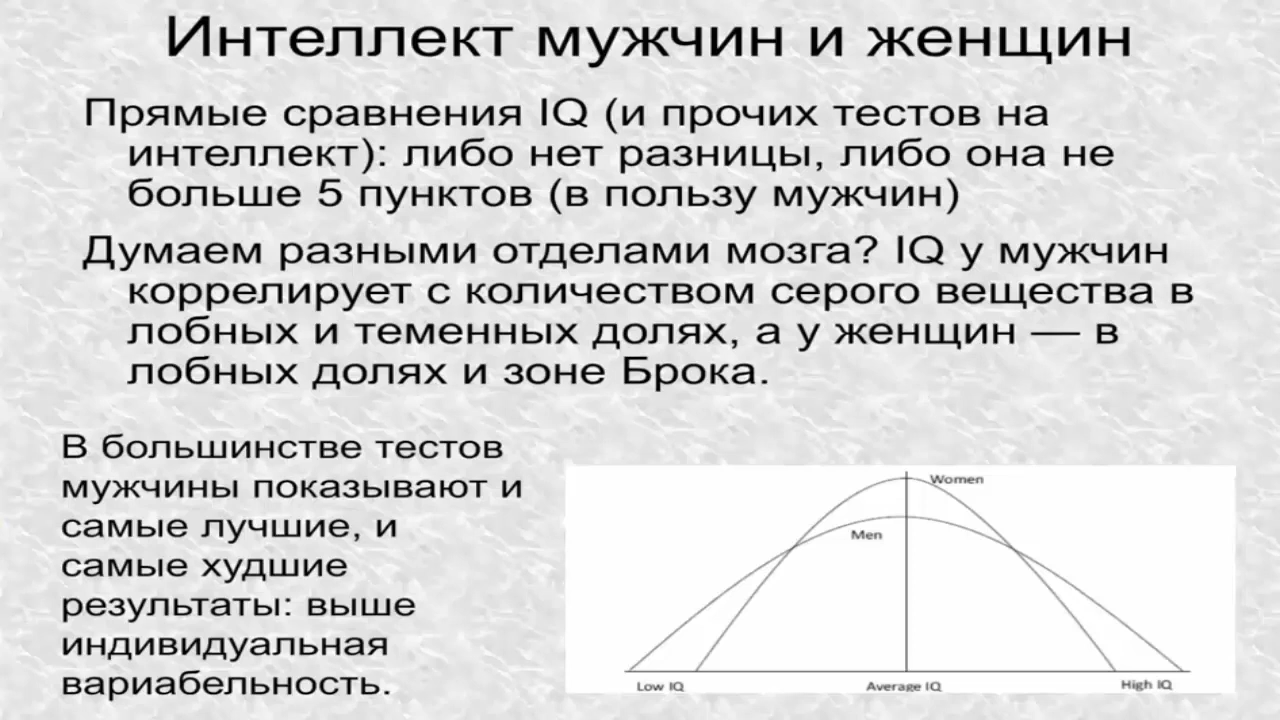 Интеллект мужчин и женщин
Прямые сравнения IQ (и прочих тестов на
интеллект): либо нет разницы, либо она не
больше 5 пунктов (в пользу мужчин)
Думаем разными отделами мозга? IQ у мужчин
коррелирует с количеством серого вещества в
лобных и теменных долях, а у женщин — в
лобных долях и зоне Брока.
В большинстве тестов
мужчины показывают и
самые лучшие, и
самые худшие
результаты: выше
индивидуальная
вариабельность.
Women
Men
Low IQ
Average IQ
High IQ